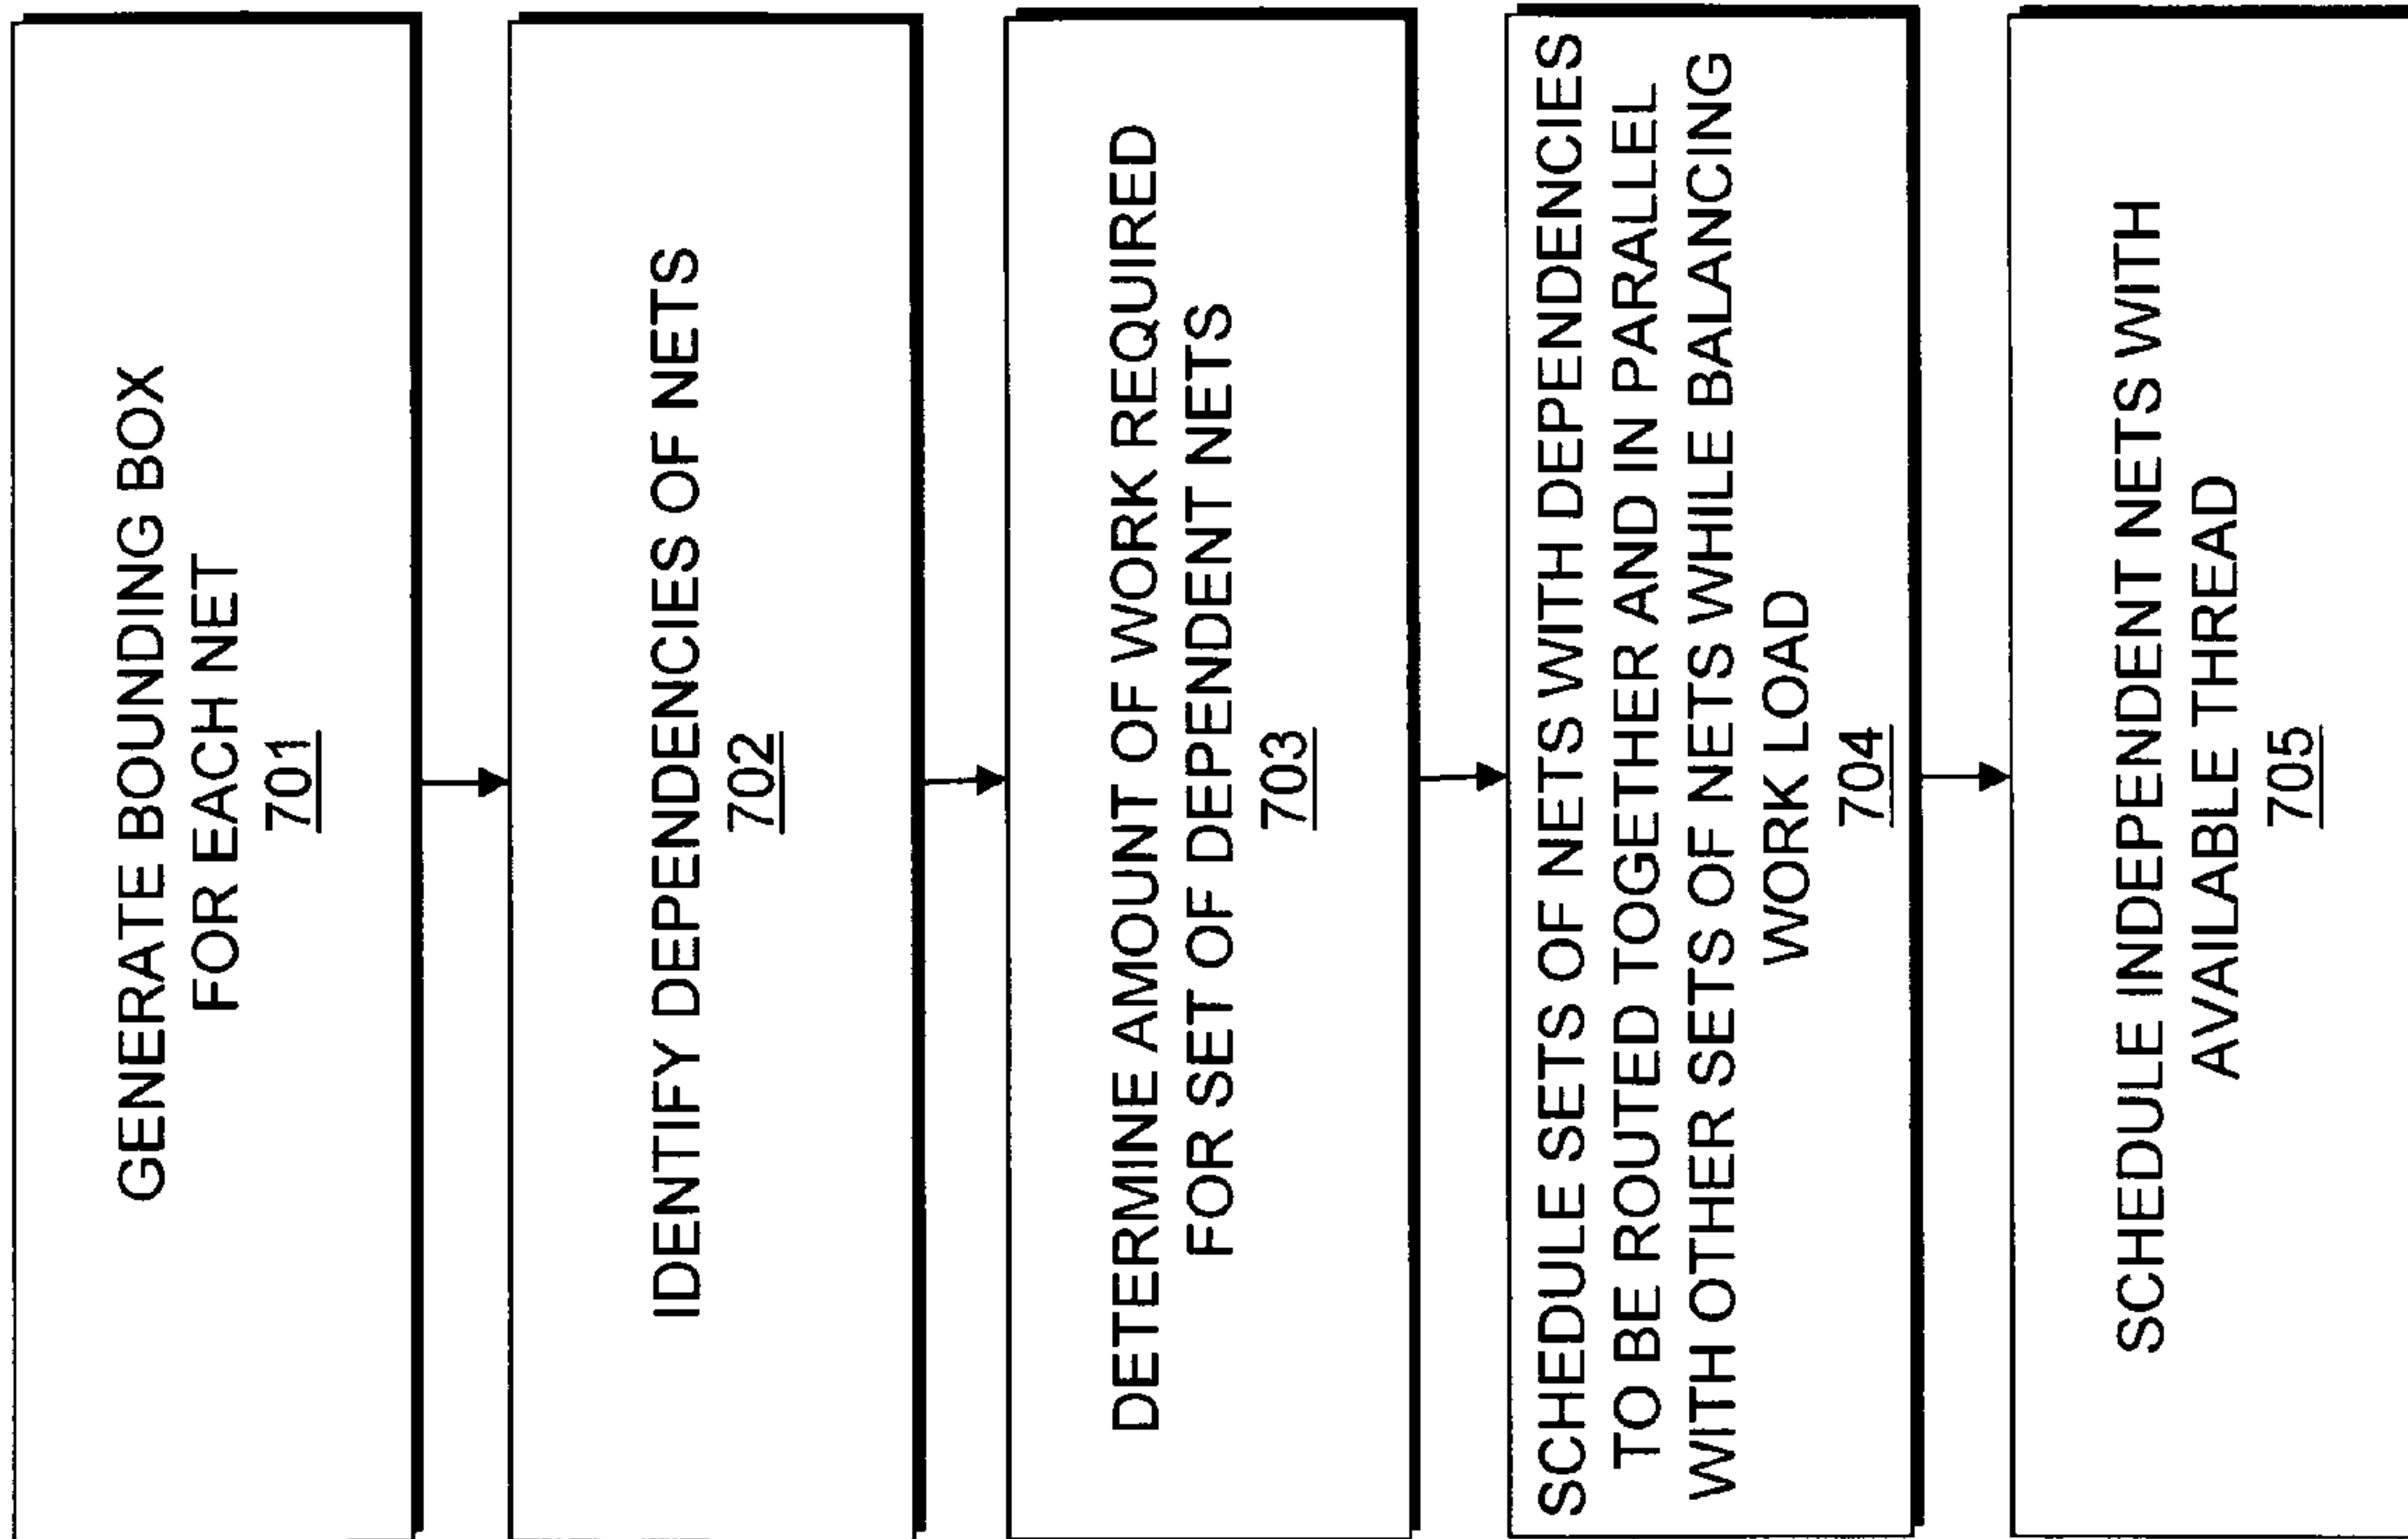 GENERATE BOUNDING BOX
FOR EACH NET
701
IDENTIFY DEPENDENCIES OF NETS
702
DETERMINE AMOUNT OF WORK REQUIRED
FOR SET OF DEPENDENT NETS
703
SCHEDULE SETS OF NETS WITH DEPENDENCIES
TO BE ROUTED TOGETHER AND IN PARALLEL
WITH OTHER SETS OF NETS WHILE BALANCING
WORK LOAD
704
SCHEDULE INDEPENDENT NETS WITH
AVAILABLE THREAD
705